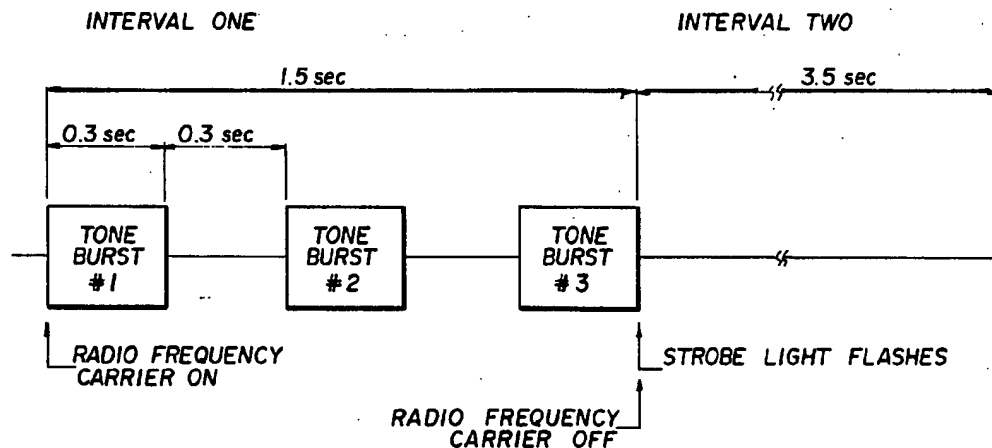 INTERVAL ONE
INTERVAL TWO
1.5 sec
3.5 sec
0.3 sec
0.3 sec
TONE
BURST
#1
TONE
BURST
#2
TONE
BURST
#3
RADIO FREQUENCY
CARRIER ON
STROBE LIGHT FLASHES
RADIO FREQUENCY
CARRIER OFF